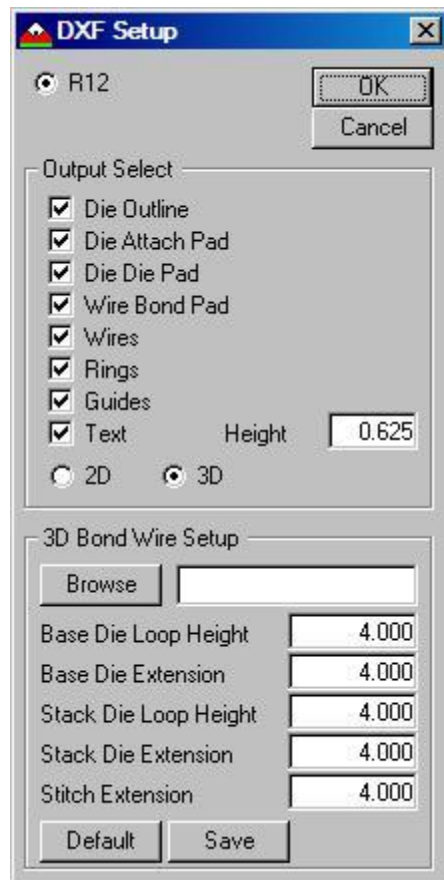 DXF Setup
R12
OK
Cancel
Output Select
Die Outline
Die Attach Pad
Die Die Pad
Wire Bond Pad
Wires
Rings
Guides
Text Height 0.625
2D 3D
3D Bond Wire Setup
Browse
Base Die Loop Height 4.000
Base Die Extension 4.000
Stack Die Loop Height 4.000
Stack Die Extension 4.000
Stitch Extension 4.000
Default Save